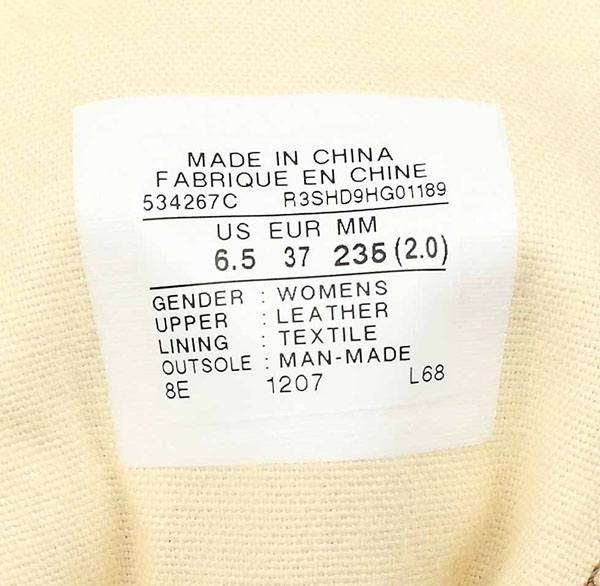 MADE IN CHINA
FABRIQUE EN CHINE
534267C R3SHD9HG01189
US EUR MM
6.5 37 235 (2.0)
GENDER : WOMENS
UPPER : LEATHER
LINING : TEXTILE
OUTSOLE : MAN-MADE
8E 1207 L68